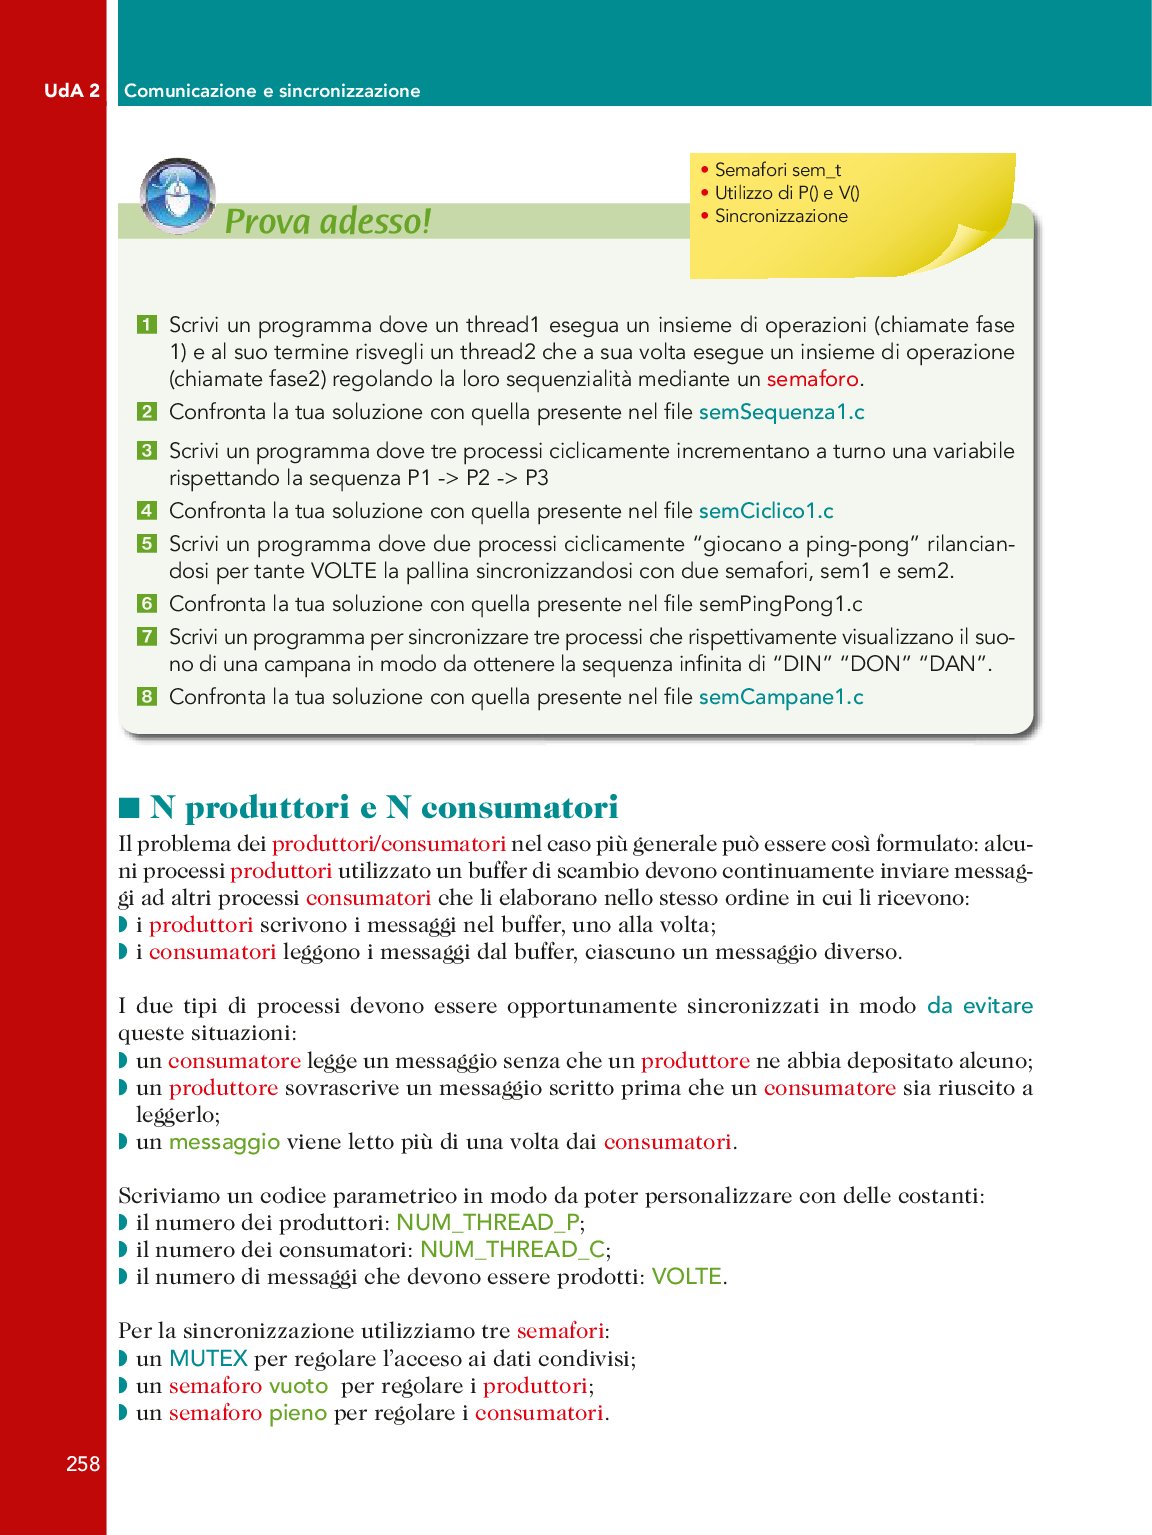 UdA 2 Comunicazione e sincronizzazione
• Semafori sem_t
• Utilizzo di P() e V()
• Sincronizzazione
Prova adesso!
1 Scrivi un programma dove un thread1 esegua un insieme di operazioni (chiamate fase
1) e al suo termine risvegli un thread2 che a sua volta esegue un insieme di operazione
(chiamate fase2) regolando la loro sequenzialità mediante un semaforo.
2 Confronta la tua soluzione con quella presente nel file semSequenza1.c
3 Scrivi un programma dove tre processi ciclicamente incrementano a turno una variabile
rispettando la sequenza P1 -> P2 -> P3
4 Confronta la tua soluzione con quella presente nel file semCiclico1.c
5 Scrivi un programma dove due processi ciclicamente “giocano a ping-pong” rilancian-
dosi per tante VOLTE la pallina sincronizzandosi con due semafori, sem1 e sem2.
6 Confronta la tua soluzione con quella presente nel file semPingPong1.c
7 Scrivi un programma per sincronizzare tre processi che rispettivamente visualizzano il suo-
no di una campana in modo da ottenere la sequenza infinita di “DIN” “DON” “DAN”.
8 Confronta la tua soluzione con quella presente nel file semCampane1.c
■ N produttori e N consumatori
Il problema dei produttori/consumatori nel caso più generale può essere così formulato: alcu-
ni processi produttori utilizzato un buffer di scambio devono continuamente inviare messag-
gi ad altri processi consumatori che li elaborano nello stesso ordine in cui li ricevono:
◗ i produttori scrivono i messaggi nel buffer, uno alla volta;
◗ i consumatori leggono i messaggi dal buffer, ciascuno un messaggio diverso.
I due tipi di processi devono essere opportunamente sincronizzati in modo da evitare
queste situazioni:
◗ un consumatore legge un messaggio senza che un produttore ne abbia depositato alcuno;
◗ un produttore sovrascrive un messaggio scritto prima che un consumatore sia riuscito a
leggerlo;
◗ un messaggio viene letto più di una volta dai consumatori.
Scriviamo un codice parametrico in modo da poter personalizzare con delle costanti:
◗ il numero dei produttori: NUM_THREAD_P;
◗ il numero dei consumatori: NUM_THREAD_C;
◗ il numero di messaggi che devono essere prodotti: VOLTE.
Per la sincronizzazione utilizziamo tre semafori:
◗ un MUTEX per regolare l’accesso ai dati condivisi;
◗ un semaforo vuoto per regolare i produttori;
◗ un semaforo pieno per regolare i consumatori.
258